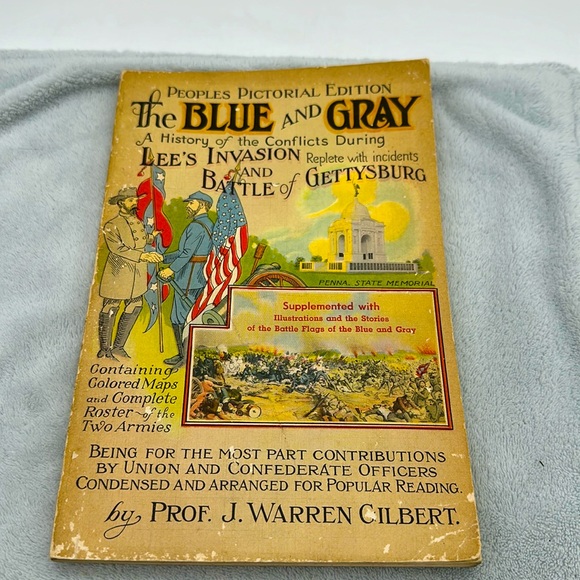 PEOPLES PICTORIAL EDITION
The BLUE AND GRAY
A History of the Conflicts During
LEE'S INVASION Replete with incidents
AND
BATTLE of GETTYSBURG
PENNA. STATE MEMORIAL
Supplemented with
Illustrations and the Stories
of the Battle Flags of the Blue and Gray
Containing
Colored Maps
and Complete
Roster of the
Two Armies
BEING FOR THE MOST PART CONTRIBUTIONS
BY UNION AND CONFEDERATE OFFICERS
CONDENSED AND ARRANGED FOR POPULAR READING.
by PROF. J. WARREN GILBERT.